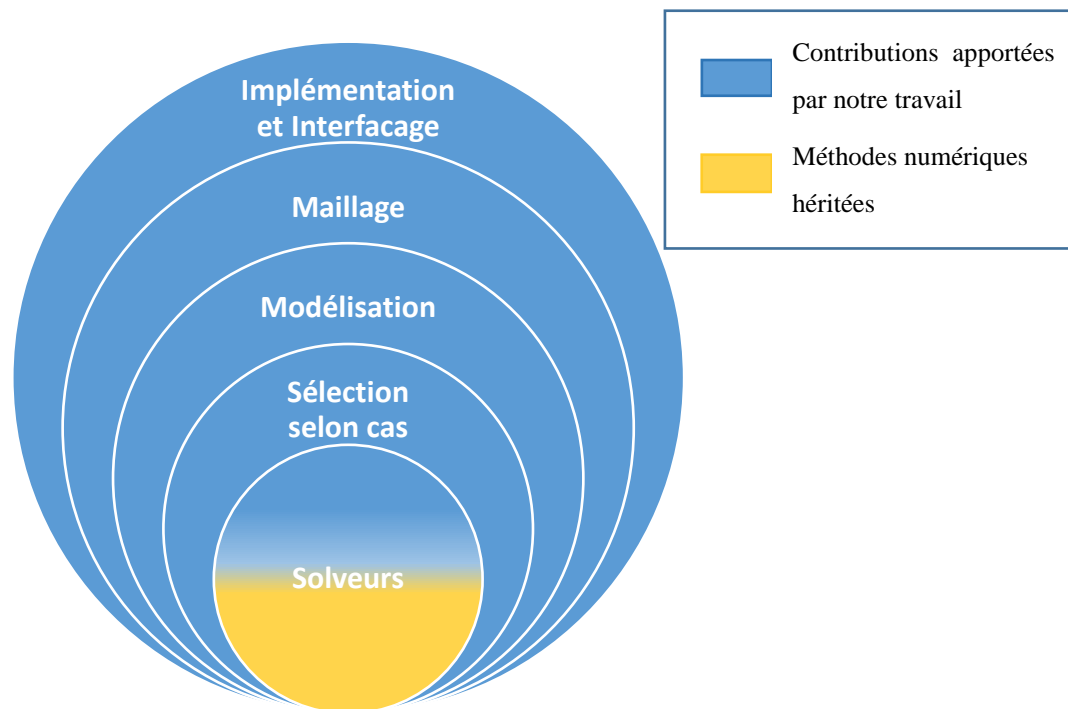 Implémentation
et Interfacage
Maillage
Modélisation
Sélection
selon cas
Solveurs
Contributions apportées
par notre travail
Méthodes numériques
héritées